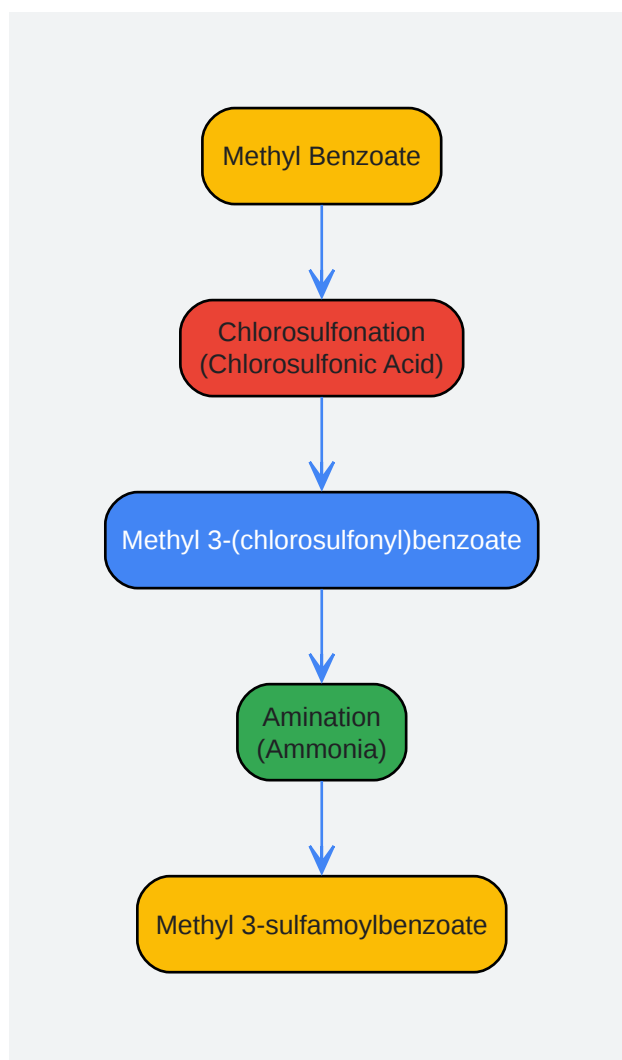 Methyl Benzoate
Chlorosulfonation
(Chlorosulfonic Acid)
Methyl 3-(chlorosulfonyl)benzoate
Amination
(Ammonia)
Methyl 3-sulfamoylbenzoate